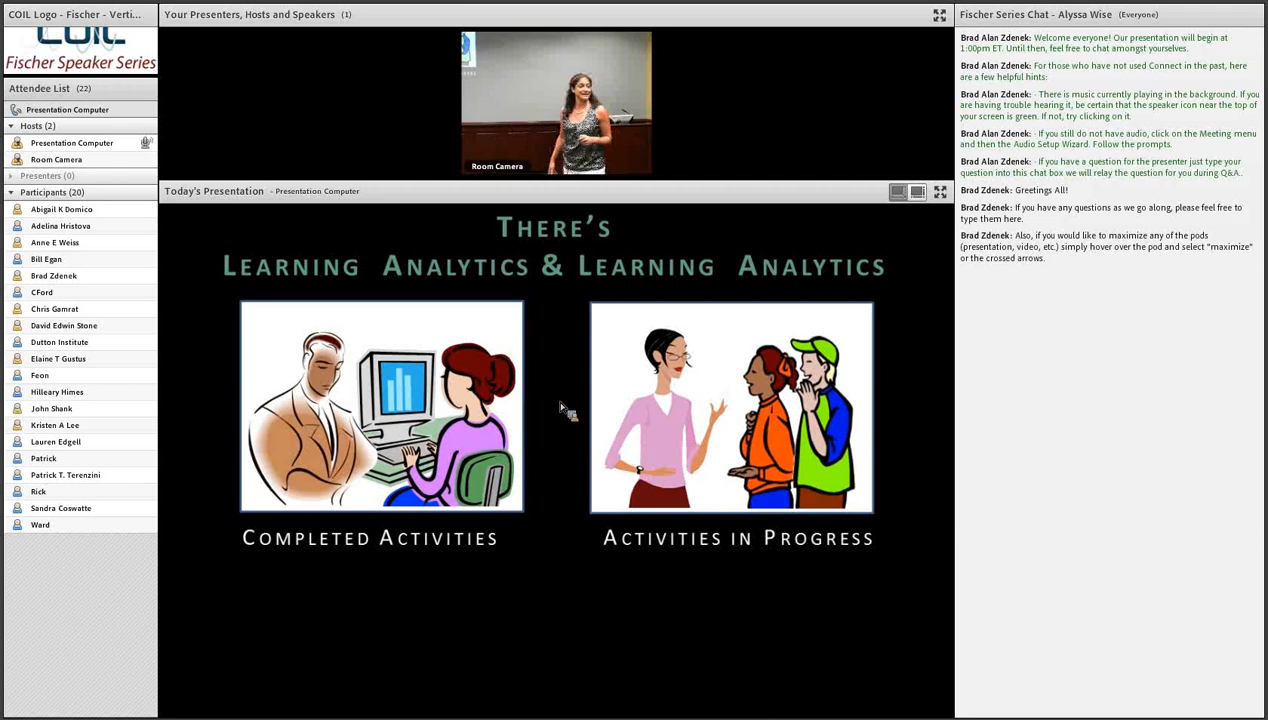 COIL Logo - Fischer - Verti...
COIL
Fischer Speaker Series
Attendee List (22)
Presentation Computer
Hosts (2)
Presentation Computer
Room Camera
Presenters (0)
Participants (20)
Abigail K Domico
Adelina Hristova
Anne E Weiss
Bill Egan
Brad Zdenek
CFord
Chris Gamrat
David Edwin Stone
Dutton Institute
Elaine T Gustus
Feon
Hilleary Himes
John Shank
Kristen A Lee
Lauren Edgell
Patrick
Patrick T. Terenzini
Rick
Sandra Coswatte
Ward
Your Presenters, Hosts and Speakers (1)
Room Camera
Today's Presentation - Presentation Computer
THERE'S
LEARNING ANALYTICS & LEARNING ANALYTICS
COMPLETED ACTIVITIES
ACTIVITIES IN PROGRESS
Fischer Series Chat - Alyssa Wise (Everyone)
Brad Alan Zdenek: Welcome everyone! Our presentation will begin at
1:00pm ET. Until then, feel free to chat amongst yourselves.
Brad Alan Zdenek: For those who have not used Connect in the past, here
are a few helpful hints:
Brad Alan Zdenek: · There is music currently playing in the background. If you
are having trouble hearing it, be certain that the speaker icon near the top of
your screen is green. If not, try clicking on it.
Brad Alan Zdenek: · If you still do not have audio, click on the Meeting menu
and then the Audio Setup Wizard. Follow the prompts.
Brad Alan Zdenek: · If you have a question for the presenter just type your
question into this chat box we will relay the question for you during Q&A..
Brad Zdenek: Greetings All!
Brad Zdenek: If you have any questions as we go along, please feel free to
type them here.
Brad Zdenek: Also, if you would like to maximize any of the pods
(presentation, video, etc.) simply hover over the pod and select "maximize"
or the crossed arrows.